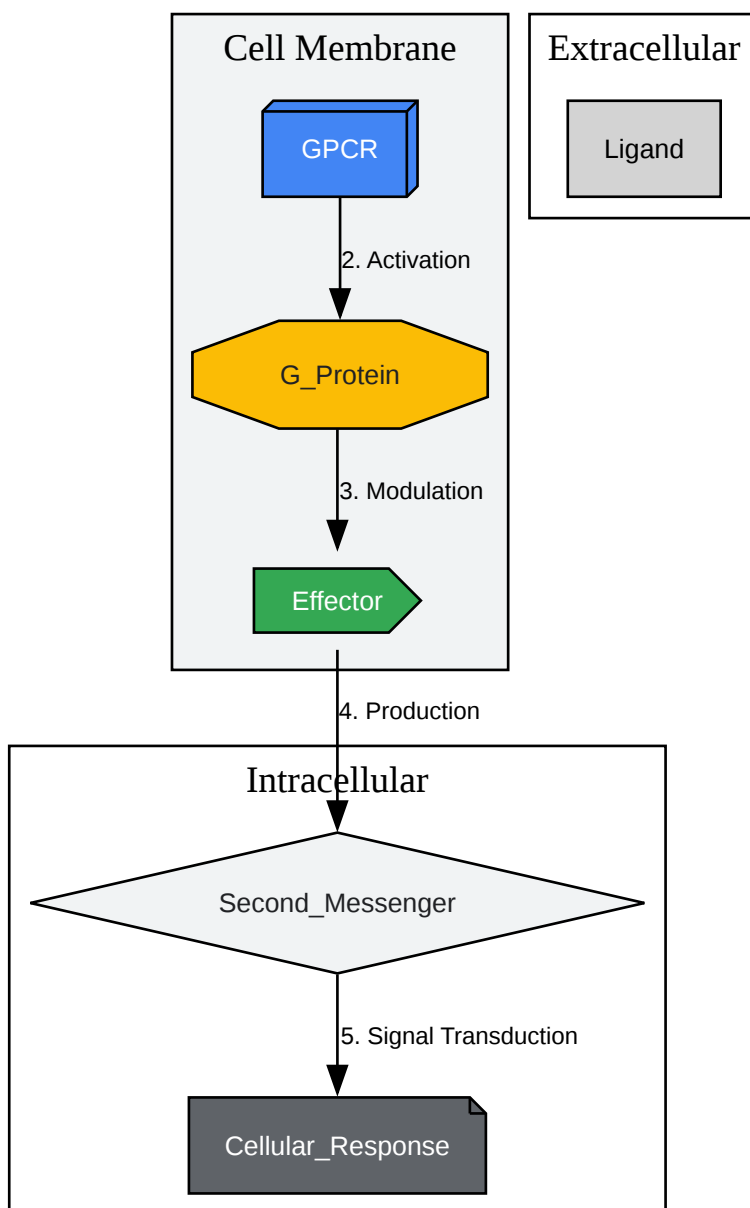 Cell Membrane
Extracellular
GPCR
Ligand
2. Activation
G_Protein
3. Modulation
Effector
4. Production
Intracellular
Second_Messenger
5. Signal Transduction
Cellular_Response